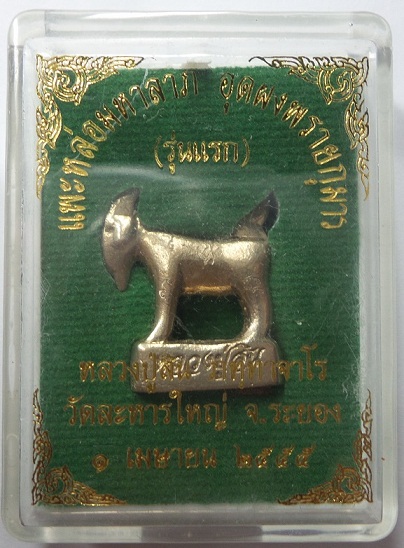 แพะหล่อมหาลาภ อุดผงพรายกุมาร
(รุ่นแรก)
หลวงปู่
วัดละหารใหญ่ จ.ระยอง
๑ เมษายน ๒๕๕๕